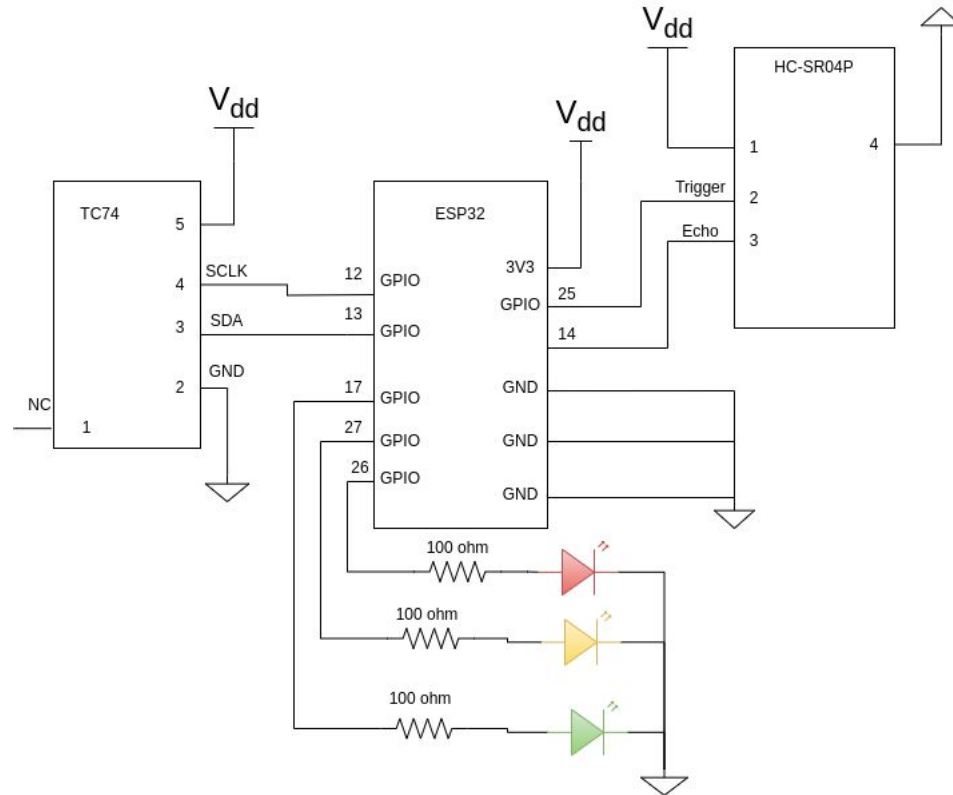 Vdd
HC-SR04P
1
4
Trigger
2
Echo
3
Vdd
TC74
5
SCLK
4
SDA
3
GND
2
NC
1
Vdd
ESP32
3V3
12
GPIO
13
GPIO
GPIO
25
14
17
GPIO
27
GPIO
26
GPIO
GND
GND
GND
100 ohm
100 ohm
100 ohm